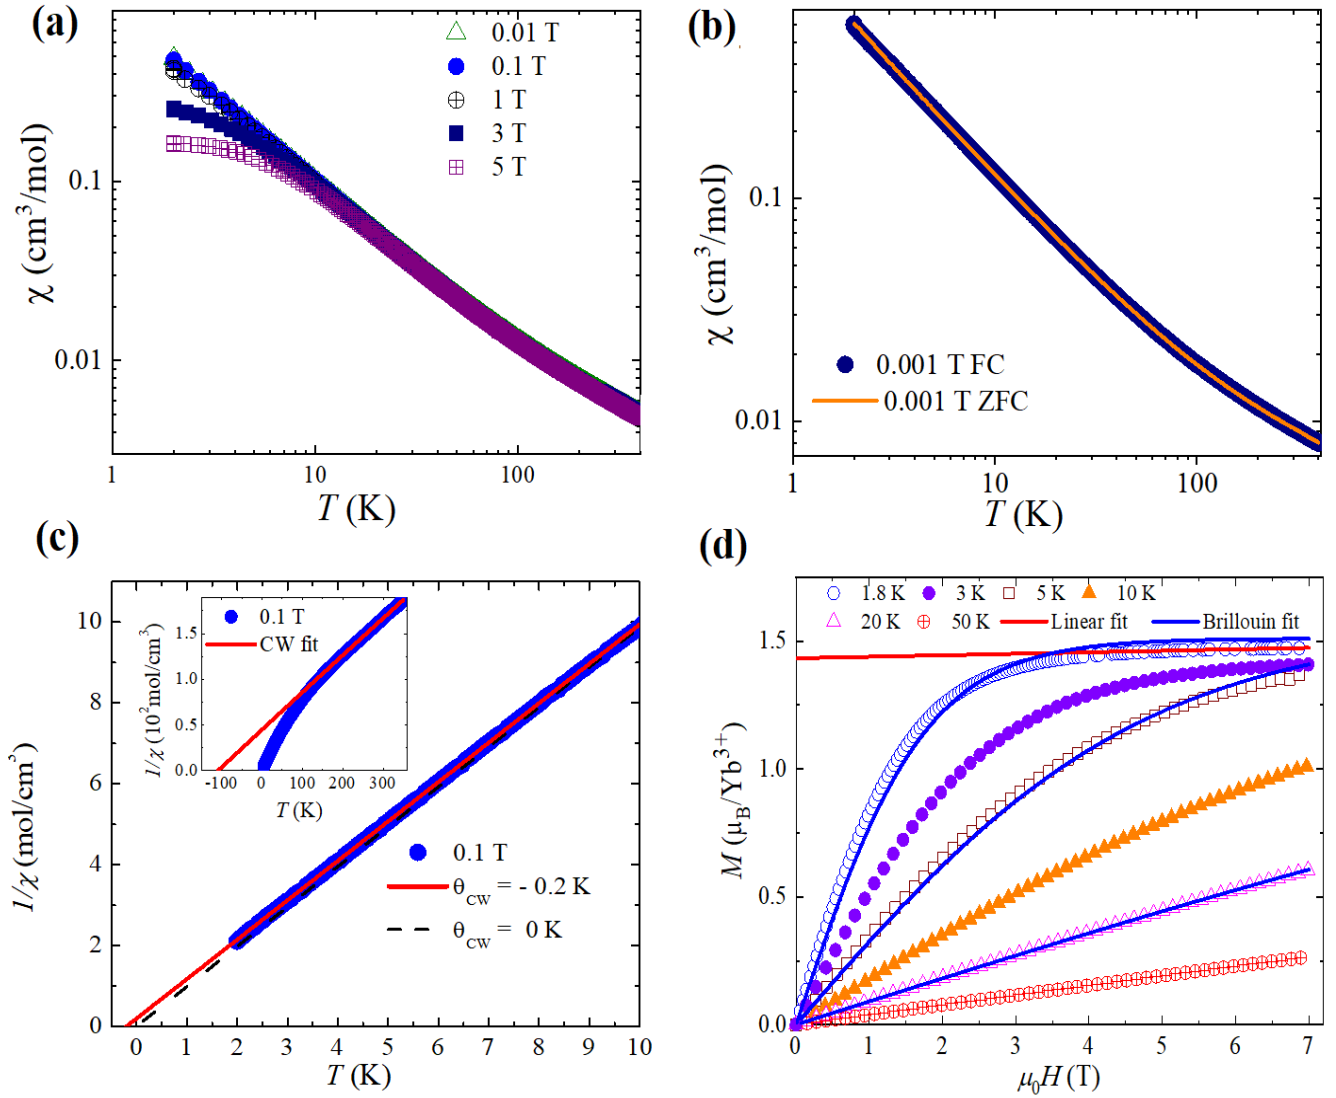 (a)
0.01 T
0.1 T
1 T
3 T
5 T
0.1
0.01
χ (cm³/mol)
1 10 100
T (K)
(b)
0.1
0.01
χ (cm³/mol)
0.001 T FC
0.001 T ZFC
1 10 100
T (K)
(c)
10
8
6
4
2
0
1/χ (mol/cm³)
0.1 T
CW fit
1.5
1.0
0.5
0.0
1/χ (10²mol/cm³)
-100 0 100 200 300
T (K)
0.1 T
θCW = - 0.2 K
θCW = 0 K
0 1 2 3 4 5 6 7 8 9 10
T (K)
(d)
1.8 K 3 K 5 K 10 K
20 K 50 K Linear fit Brillouin fit
1.5
1.0
0.5
0.0
M (μB/Yb³⁺)
0 1 2 3 4 5 6 7
μ₀H (T)